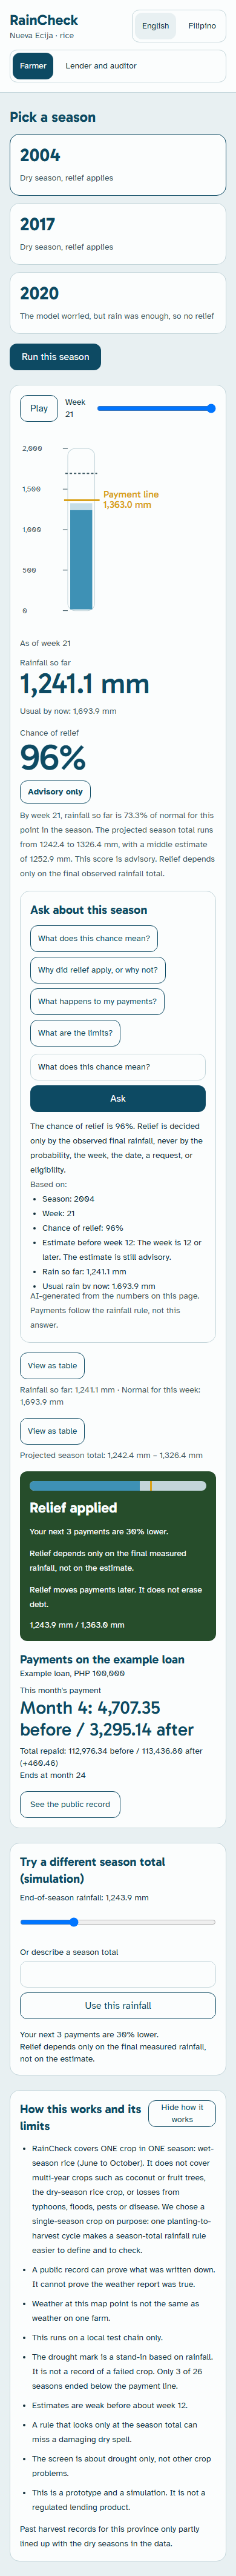 RainCheck
Nueva Ecija · rice
English
Filipino
Farmer
Lender and auditor
Pick a season
2004
Dry season, relief applies
2017
Dry season, relief applies
2020
The model worried, but rain was enough, so no relief
Run this season
Play
Week
21
2,000
1,500
1,000
500
0
Payment line
1,363.0 mm
As of week 21
Rainfall so far
1,241.1 mm
Usual by now: 1,693.9 mm
Chance of relief
96%
Advisory only
By week 21, rainfall so far is 73.3% of normal for this
point in the season. The projected season total runs
from 1242.4 to 1326.4 mm, with a middle estimate
of 1252.9 mm. This score is advisory. Relief depends
only on the final observed rainfall total.
Ask about this season
What does this chance mean?
Why did relief apply, or why not?
What happens to my payments?
What are the limits?
What does this chance mean?
Ask
The chance of relief is 96%. Relief is decided
only by the observed final rainfall, never by the
probability, the week, the date, a request, or
eligibility.
Based on:
• Season: 2004
• Week: 21
• Chance of relief: 96%
• Estimate before week 12: The week is 12 or
later. The estimate is still advisory.
• Rain so far: 1,241.1 mm
• Usual rain by now: 1,693.9 mm
AI-generated from the numbers on this page.
Payments follow the rainfall rule, not this
answer.
View as table
Rainfall so far: 1,241.1 mm · Normal for this week:
1,693.9 mm
View as table
Projected season total: 1,242.4 mm – 1,326.4 mm
Relief applied
Your next 3 payments are 30% lower.
Relief depends only on the final measured
rainfall, not on the estimate.
Relief moves payments later. It does not erase
debt.
1,243.9 mm / 1,363.0 mm
Payments on the example loan
Example loan, PHP 100,000
This month's payment
Month 4: 4,707.35
before / 3,295.14 after
Total repaid: 112,976.34 before / 113,436.80 after
(+460.46)
Ends at month 24
See the public record
Try a different season total
(simulation)
End-of-season rainfall: 1,243.9 mm
Or describe a season total
Use this rainfall
Your next 3 payments are 30% lower.
Relief depends only on the final measured rainfall,
not on the estimate.
How this works and its
limits
Hide how it
works
• RainCheck covers ONE crop in ONE season: wet-
season rice (June to October). It does not cover
multi-year crops such as coconut or fruit trees,
the dry-season rice crop, or losses from
typhoons, floods, pests or disease. We chose a
single-season crop on purpose: one planting-to-
harvest cycle makes a season-total rainfall rule
easier to define and to check.
• A public record can prove what was written down.
It cannot prove the weather report was true.
• Weather at this map point is not the same as
weather on one farm.
• This runs on a local test chain only.
• The drought mark is a stand-in based on rainfall.
It is not a record of a failed crop. Only 3 of 26
seasons ended below the payment line.
• Estimates are weak before about week 12.
• A rule that looks only at the season total can
miss a damaging dry spell.
• The screen is about drought only, not other crop
problems.
• This is a prototype and a simulation. It is not a
regulated lending product.
Past harvest records for this province only partly
lined up with the dry seasons in the data.